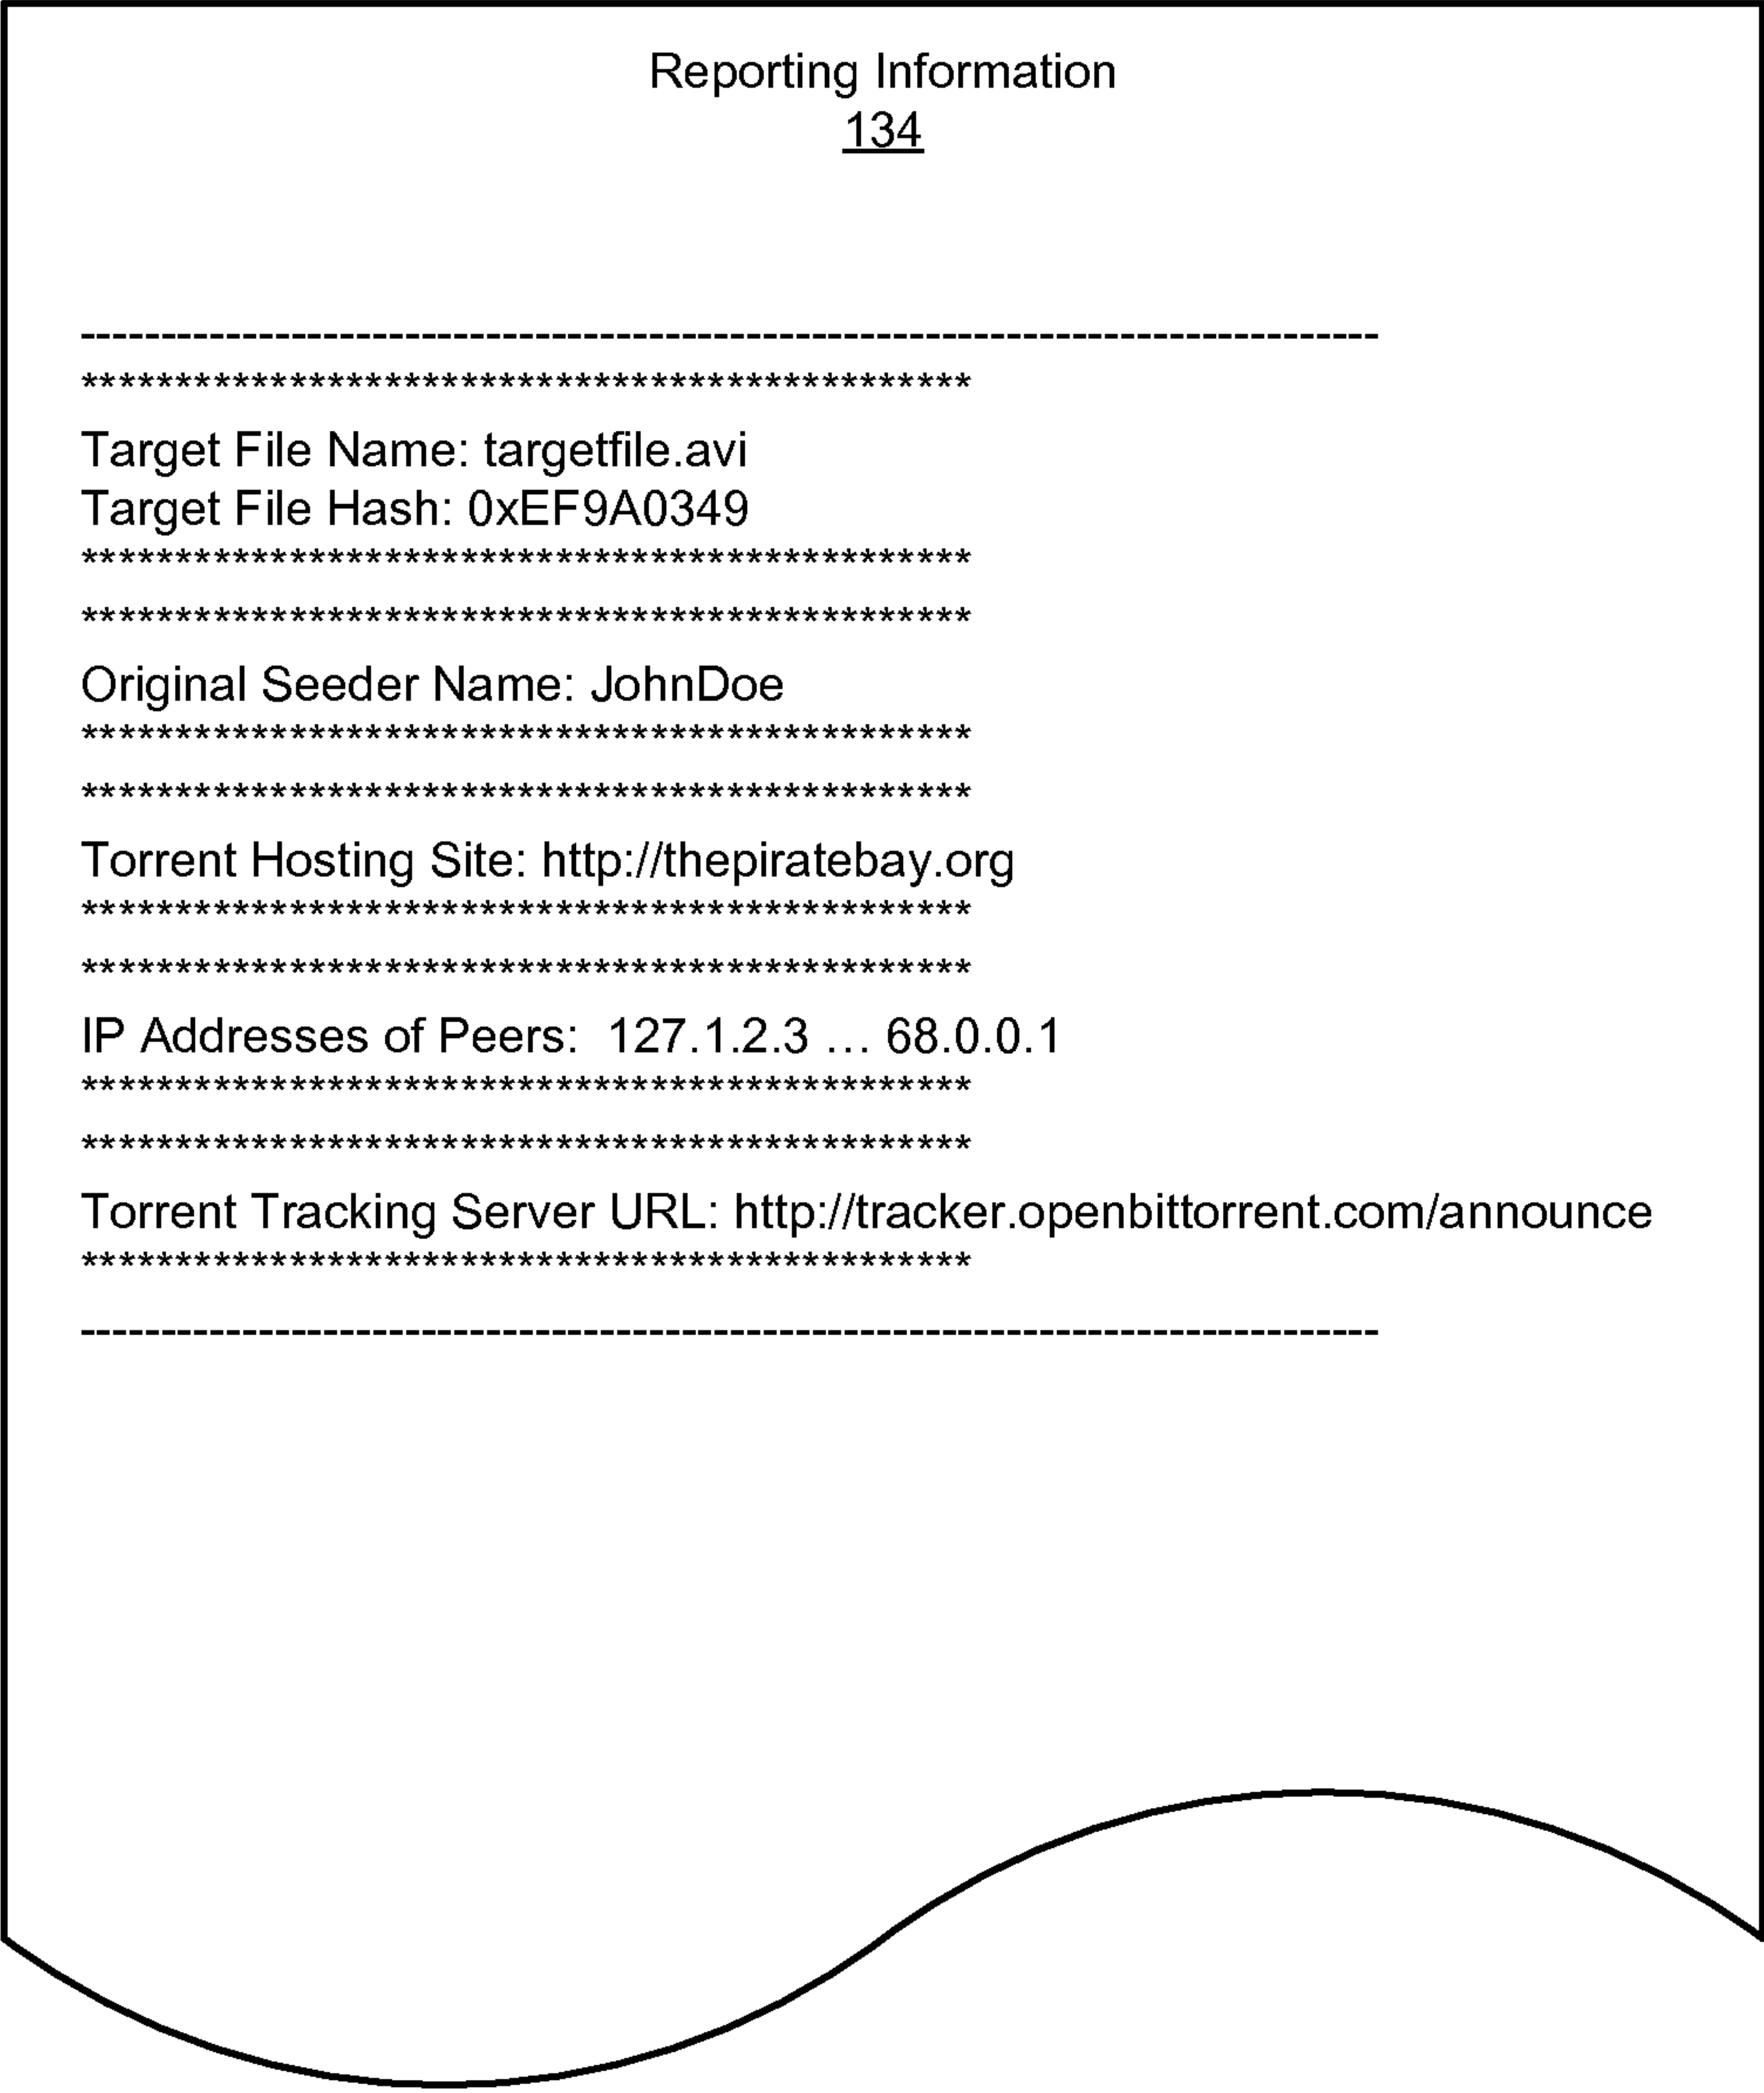 Reporting Information
134
--------------------------------------------------------------------------------
***********************************************
Target File Name: targetfile.avi
Target File Hash: 0xEF9A0349
***********************************************
***********************************************
Original Seeder Name: JohnDoe
***********************************************
***********************************************
Torrent Hosting Site: http://thepiratebay.org
***********************************************
***********************************************
IP Addresses of Peers:  127.1.2.3 … 68.0.0.1
***********************************************
***********************************************
Torrent Tracking Server URL: http://tracker.openbittorrent.com/announce
***********************************************
--------------------------------------------------------------------------------